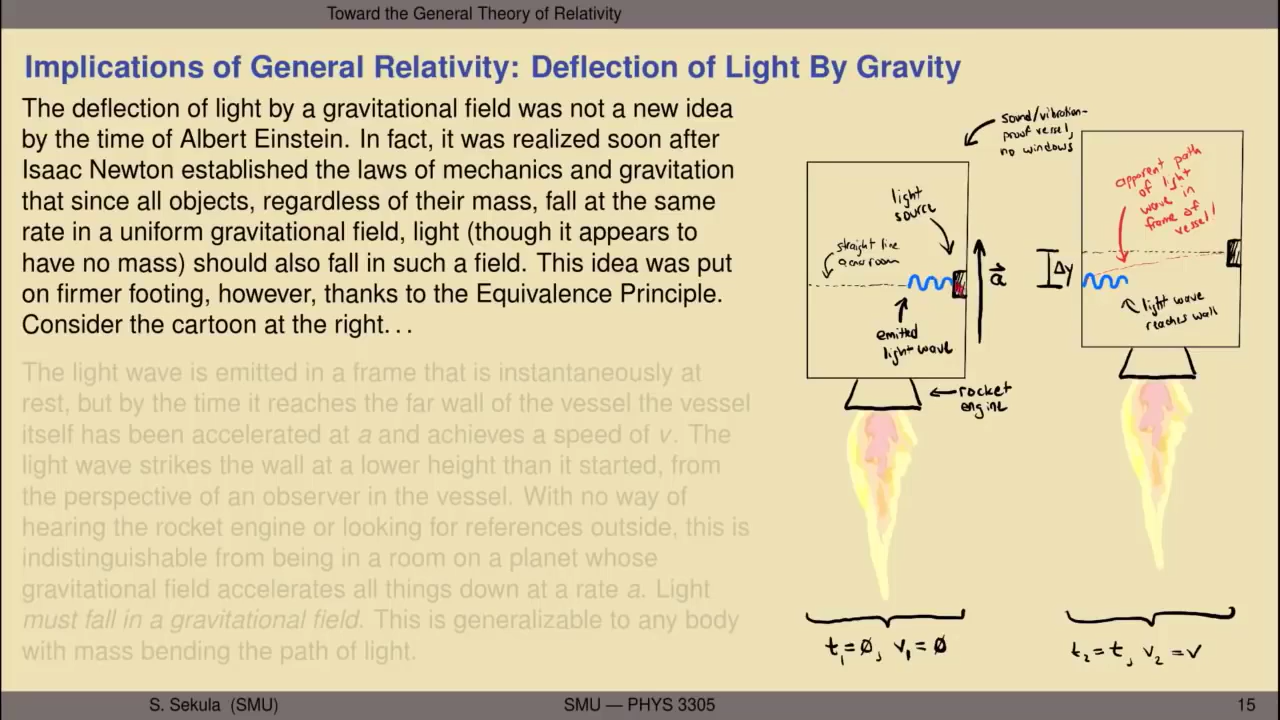 Toward the General Theory of Relativity
Implications of General Relativity: Deflection of Light By Gravity
The deflection of light by a gravitational field was not a new idea
by the time of Albert Einstein. In fact, it was realized soon after
Isaac Newton established the laws of mechanics and gravitation
that since all objects, regardless of their mass, fall at the same
rate in a uniform gravitational field, light (though it appears to
have no mass) should also fall in such a field. This idea was put
on firmer footing, however, thanks to the Equivalence Principle.
Consider the cartoon at the right...
The light wave is emitted in a frame that is instantaneously at
rest, but by the time it reaches the far wall of the vessel the vessel
itself has been accelerated at a and achieves a speed of v. The
light wave strikes the wall at a lower height than it started, from
the perspective of an observer in the vessel. With no way of
hearing the rocket engine or looking for references outside, this is
indistinguishable from being in a room on a planet whose
gravitational field accelerates all things down at a rate a. Light
must fall in a gravitational field. This is generalizable to any body
with mass bending the path of light.
sound/vibration-
proof vessel,
no windows
light
source
straight line
across room
a
emitted
light wave
rocket
engine
t₁=Ø, v₁=Ø
apparent path
of light
wave in
frame of
vessel!
Δy
light wave
reaches wall
t₂=t, v₂=v
S. Sekula (SMU)
SMU — PHYS 3305
15